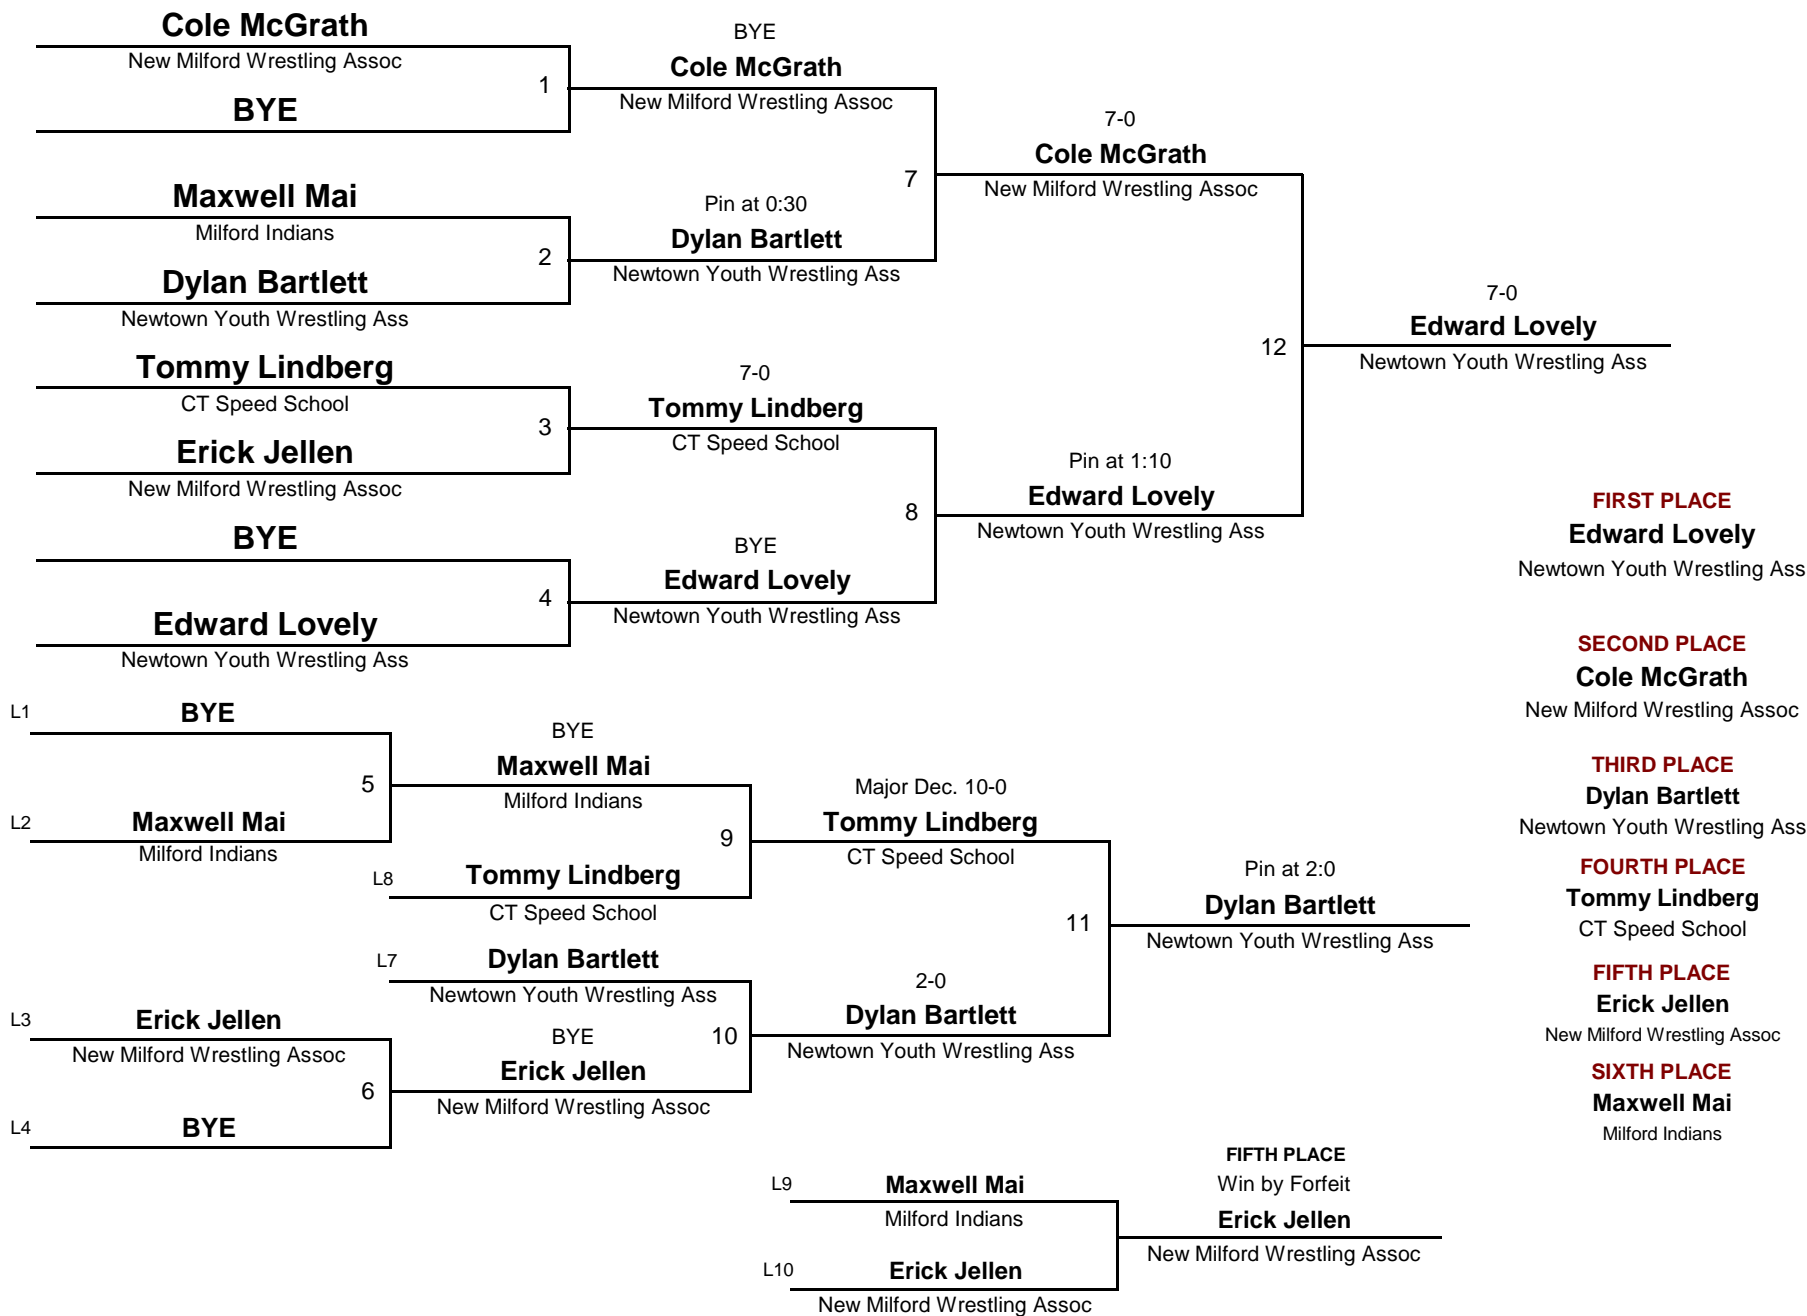 Cole McGrath
New Milford Wrestling Assoc
1
BYE
BYE
Cole McGrath
New Milford Wrestling Assoc
Maxwell Mai
Milford Indians
2
Dylan Bartlett
Newtown Youth Wrestling Ass
Pin at 0:30
Dylan Bartlett
Newtown Youth Wrestling Ass
7
7-0
Cole McGrath
New Milford Wrestling Assoc
Tommy Lindberg
CT Speed School
3
Erick Jellen
New Milford Wrestling Assoc
7-0
Tommy Lindberg
CT Speed School
BYE
4
Edward Lovely
Newtown Youth Wrestling Ass
BYE
Edward Lovely
Newtown Youth Wrestling Ass
8
Pin at 1:10
Edward Lovely
Newtown Youth Wrestling Ass
12
7-0
Edward Lovely
Newtown Youth Wrestling Ass
FIRST PLACE
Edward Lovely
Newtown Youth Wrestling Ass
SECOND PLACE
Cole McGrath
New Milford Wrestling Assoc
THIRD PLACE
Dylan Bartlett
Newtown Youth Wrestling Ass
FOURTH PLACE
Tommy Lindberg
CT Speed School
FIFTH PLACE
Erick Jellen
New Milford Wrestling Assoc
SIXTH PLACE
Maxwell Mai
Milford Indians
L1
BYE
5
L2
Maxwell Mai
Milford Indians
BYE
Maxwell Mai
Milford Indians
9
L8
Tommy Lindberg
CT Speed School
Major Dec. 10-0
Tommy Lindberg
CT Speed School
L7
Dylan Bartlett
Newtown Youth Wrestling Ass
10
L3
Erick Jellen
New Milford Wrestling Assoc
6
L4
BYE
BYE
Erick Jellen
New Milford Wrestling Assoc
2-0
Dylan Bartlett
Newtown Youth Wrestling Ass
11
Pin at 2:0
Dylan Bartlett
Newtown Youth Wrestling Ass
L9
Maxwell Mai
Milford Indians
L10
Erick Jellen
New Milford Wrestling Assoc
FIFTH PLACE
Win by Forfeit
Erick Jellen
New Milford Wrestling Assoc